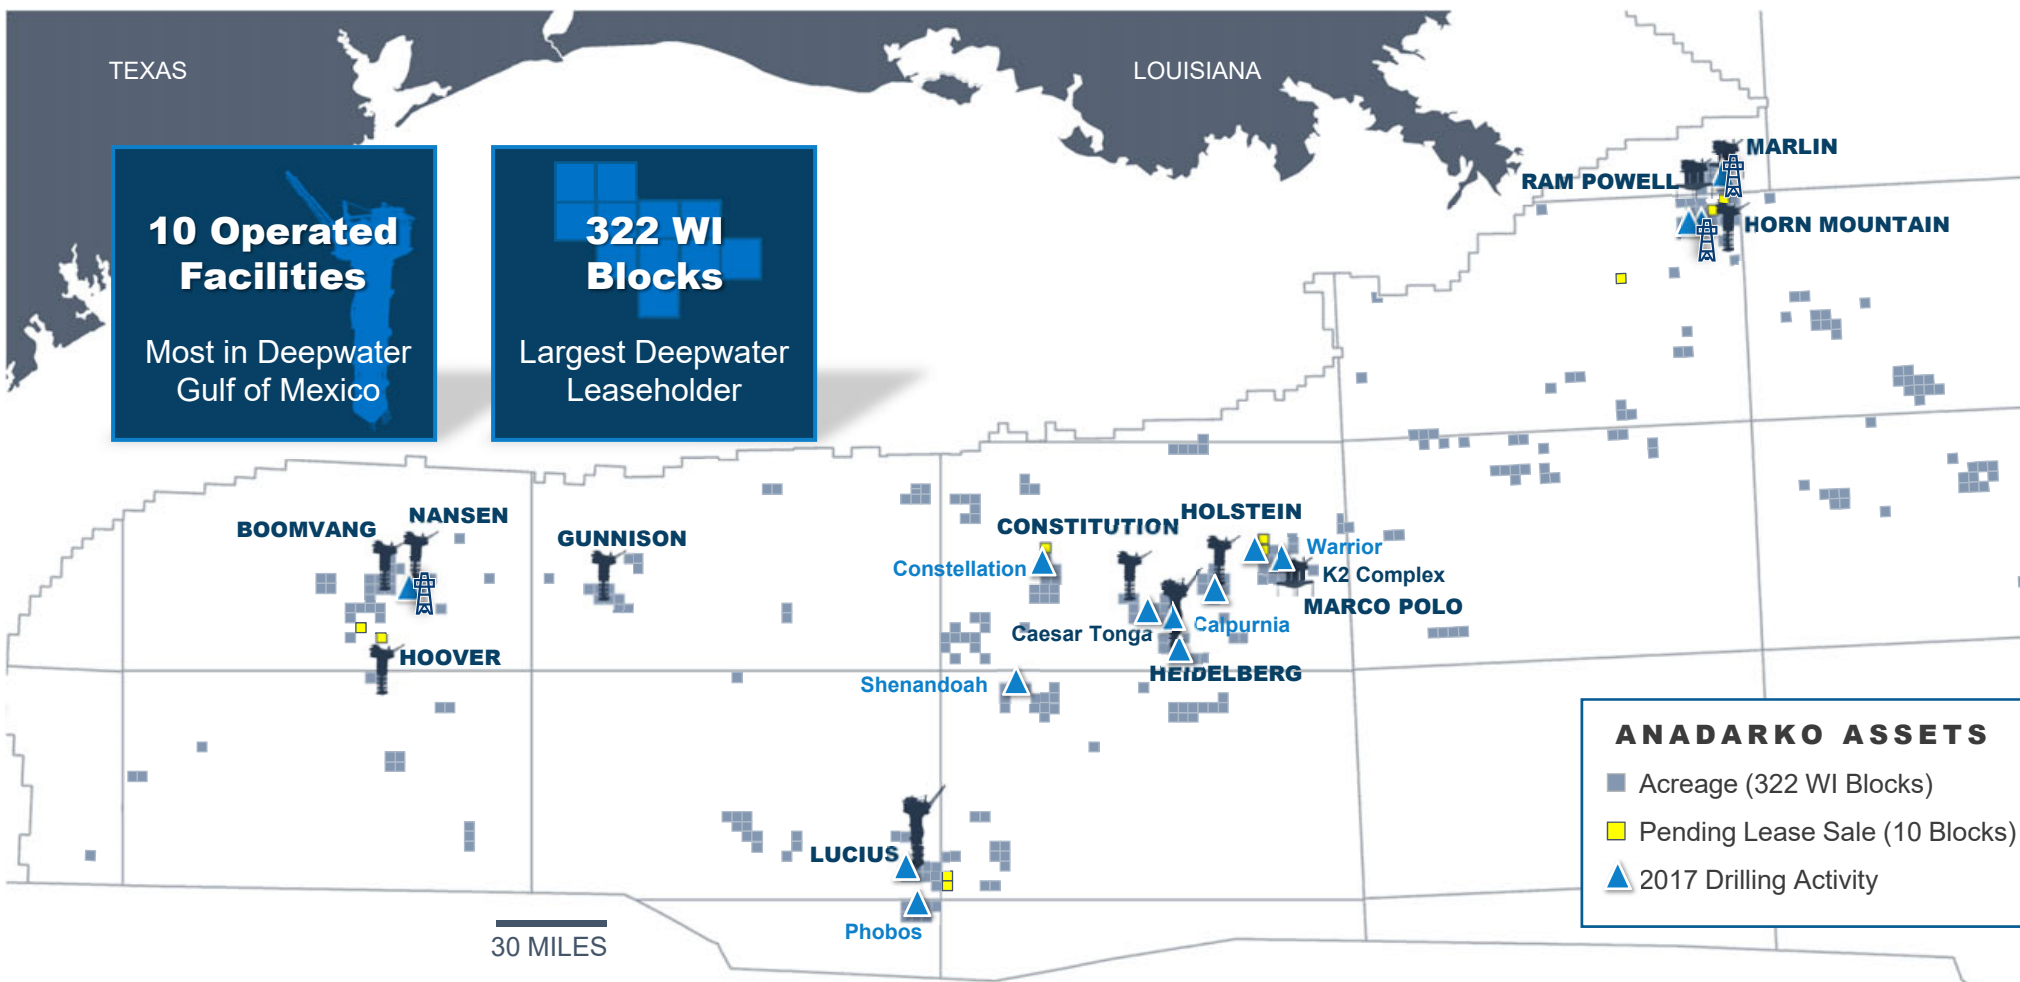 TEXAS
LOUISIANA
10 Operated
Facilities
Most in Deepwater
Gulf of Mexico
322 WI
Blocks
Largest Deepwater
Leaseholder
MARLIN
RAM POWELL
HORN MOUNTAIN
BOOMVANG
NANSEN
GUNNISON
HOOVER
CONSTITUTION
HOLSTEIN
Constellation
Warrior
K2 Complex
MARCO POLO
Caesar Tonga
Calpurnia
HEIDELBERG
Shenandoah
LUCIUS
Phobos
30 MILES
ANADARKO ASSETS
Acreage (322 WI Blocks)
Pending Lease Sale (10 Blocks)
2017 Drilling Activity